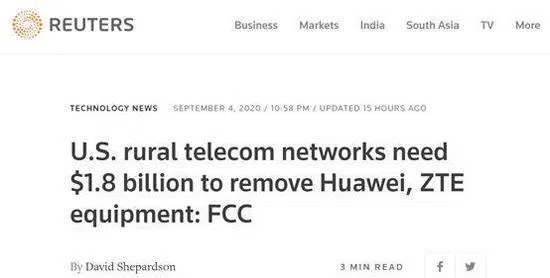 REUTERS
Business Markets India South Asia TV More
TECHNOLOGY NEWS SEPTEMBER 4, 2020 / 10:58 PM / UPDATED 15 HOURS AGO
U.S. rural telecom networks need
$1.8 billion to remove Huawei, ZTE
equipment: FCC
By David Shepardson 3 MIN READ